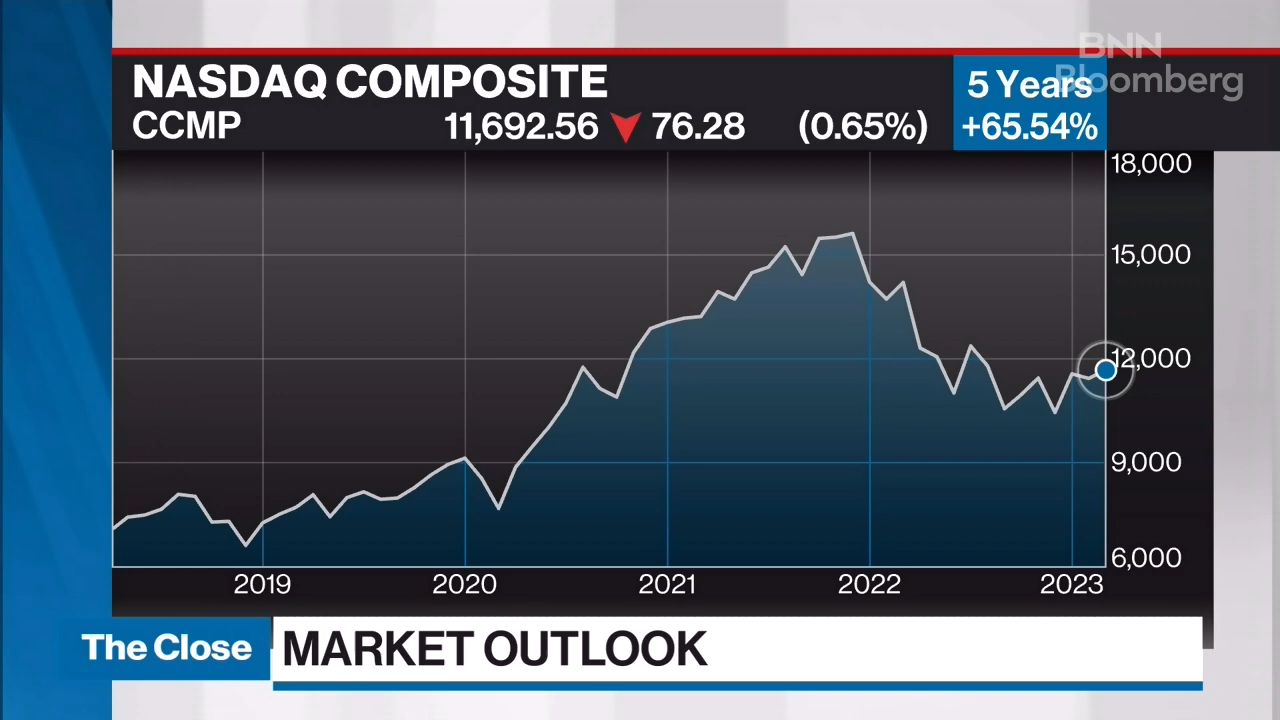 BNN
Bloomberg
NASDAQ COMPOSITE
5 Years
CCMP 11,692.56 76.28 (0.65%) +65.54%
18,000
15,000
12,000
9,000
6,000
2019 2020 2021 2022 2023
The Close MARKET OUTLOOK